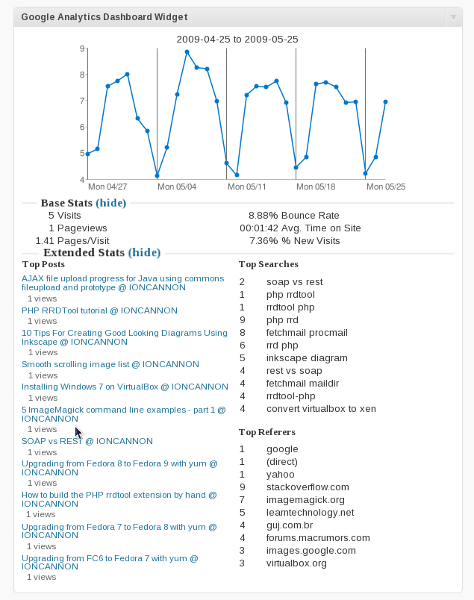 Google Analytics Dashboard Widget
2009-04-25 to 2009-05-25
9
8
7
6
5
4
Mon 04/27
Mon 05/04
Mon 05/11
Mon 05/18
Mon 05/25
Base Stats (hide)
5 Visits
1 Pageviews
1.41 Pages/Visit
8.88% Bounce Rate
00:01:42 Avg. Time on Site
7.36% % New Visits
Extended Stats (hide)
Top Posts
AJAX file upload progress for Java using commons
fileupload and prototype @ IONCANNON
1 views
PHP RRDTool tutorial @ IONCANNON
1 views
10 Tips For Creating Good Looking Diagrams Using
Inkscape @ IONCANNON
1 views
Smooth scrolling image list @ IONCANNON
1 views
Installing Windows 7 on VirtualBox @ IONCANNON
1 views
5 ImageMagick command line examples - part 1 @
IONCANNON
1 views
SOAP vs REST @ IONCANNON
1 views
Upgrading from Fedora 8 to Fedora 9 with yum @
IONCANNON
1 views
How to build the PHP rrdtool extension by hand @
IONCANNON
1 views
Upgrading from Fedora 7 to Fedora 8 with yum @
IONCANNON
1 views
Upgrading from FC6 to Fedora 7 with yum @
IONCANNON
1 views
Top Searches
2 soap vs rest
1 php rrdtool
1 rrdtool php
9 php rrd
8 fetchmail procmail
6 rrd php
5 inkscape diagram
4 rest vs soap
4 fetchmail maildir
4 rrdtool-php
4 convert virtualbox to xen
Top Referers
1 google
1 (direct)
1 yahoo
9 stackoverflow.com
7 imagemagick.org
5 learntechnology.net
4 guj.com.br
4 forums.macrumors.com
3 images.google.com
3 virtualbox.org